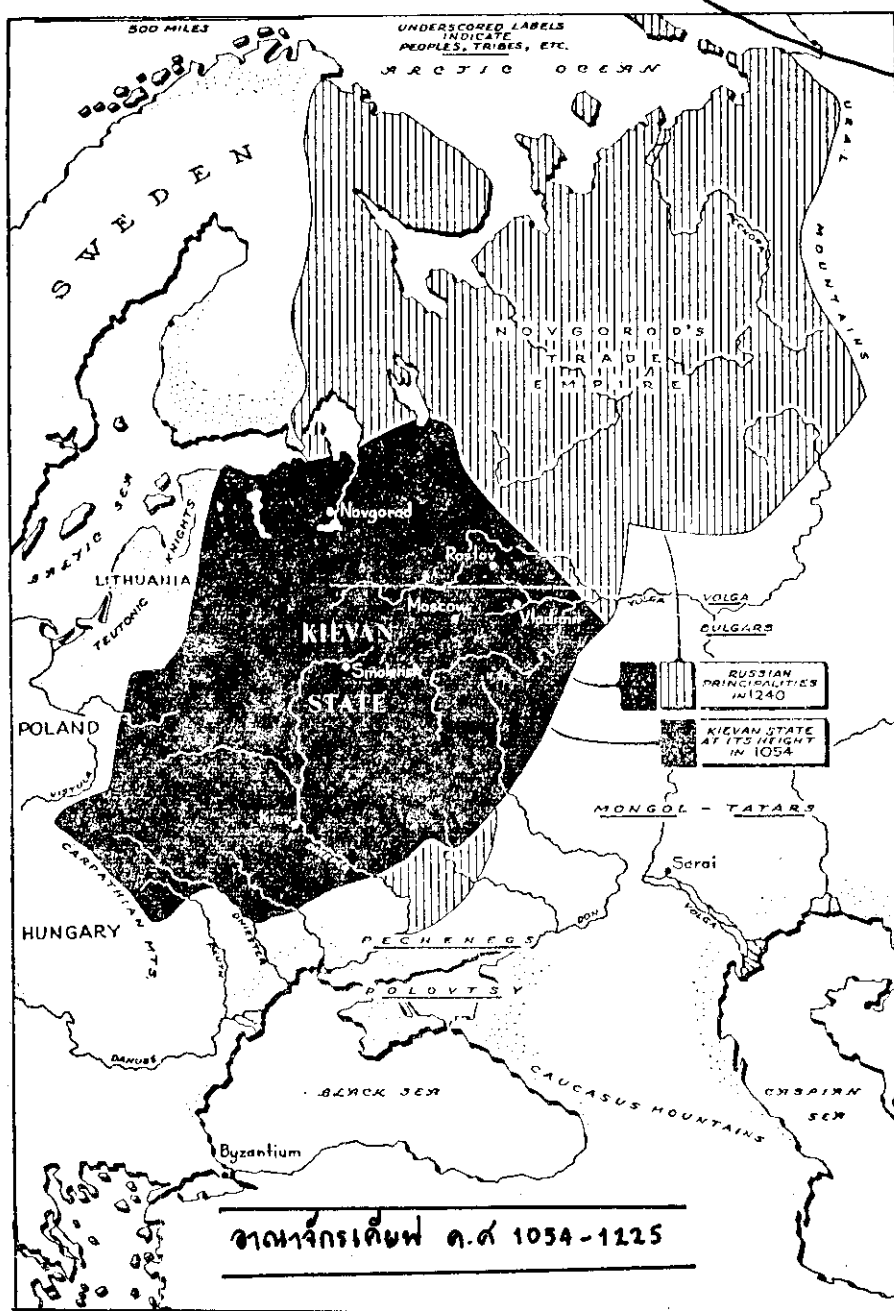 500 MILES
UNDERSCORED LABELS
INDICATE
PEOPLES, TRIBES, ETC.
ARCTIC OCEAN
URAL
MOUNTAINS
SWEDEN
NOVGOROD'S
TRADE
EMPIRE
BALTIC SEA
KNIGHTS
TEUTONIC
LITHUANIA
Novgorod
Rostov
Moscow
Vladimir
VOLGA
VOLGA
BULGARS
KIEVAN
STATE
Smolensk
RUSSIAN
PRINCIPALITIES
IN 1240
KIEVAN STATE
AT ITS HEIGHT
IN 1054
POLAND
VISTULA
MONGOL - TATARS
Kiev
Sarai
VOLGA
CARPATHIAN MTS.
HUNGARY
PRUTH
DNIESTER
DON
PECHENEGS
POLOVTSY
DANUBE
BLACK SEA
CAUCASUS MOUNTAINS
CASPIAN
SEA
Byzantium
อาณาจักรเคียฟ ค.ศ 1054-1225